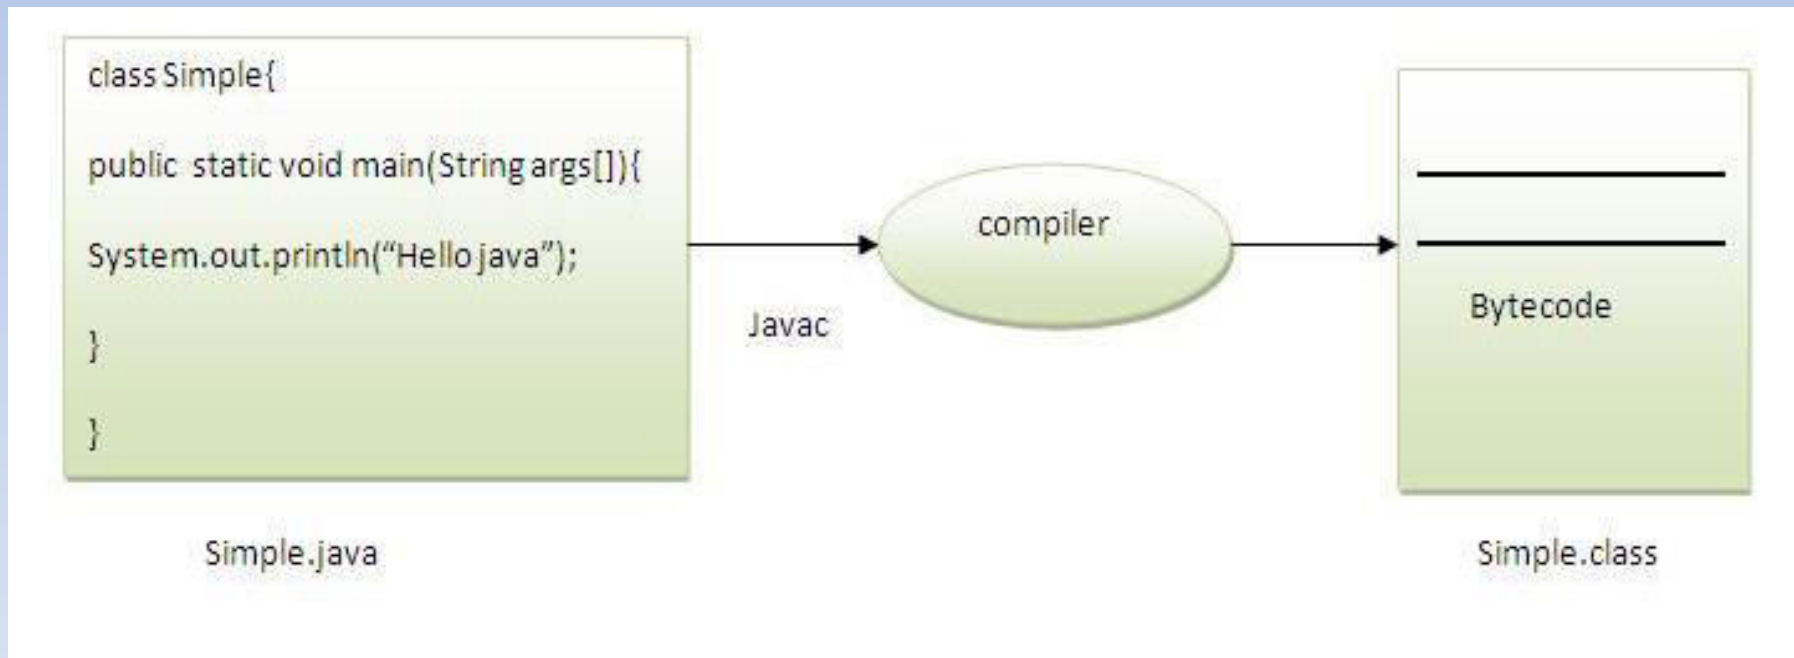 class Simple{
public static void main(String args[]){
System.out.println(“Hello java”);
}
}
Simple.java
Javac
compiler
Bytecode
Simple.class